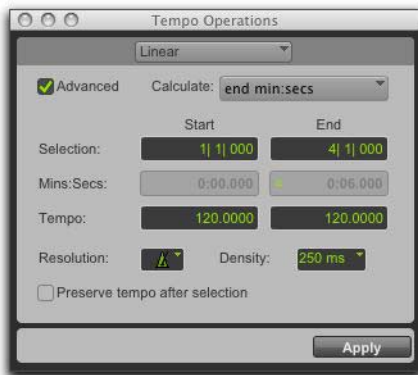 Tempo Operations
Linear
Advanced Calculate: end min:secs
Start End
Selection: 1| 1| 000 4| 1| 000
Mins:Secs: 0:00.000 0:06.000
Tempo: 120.0000 120.0000
Resolution: Density: 250 ms
Preserve tempo after selection
Apply